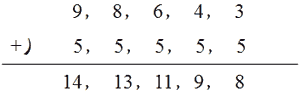 9, 8, 6, 4, 3
+) 5, 5, 5, 5, 5
14, 13, 11, 9, 8